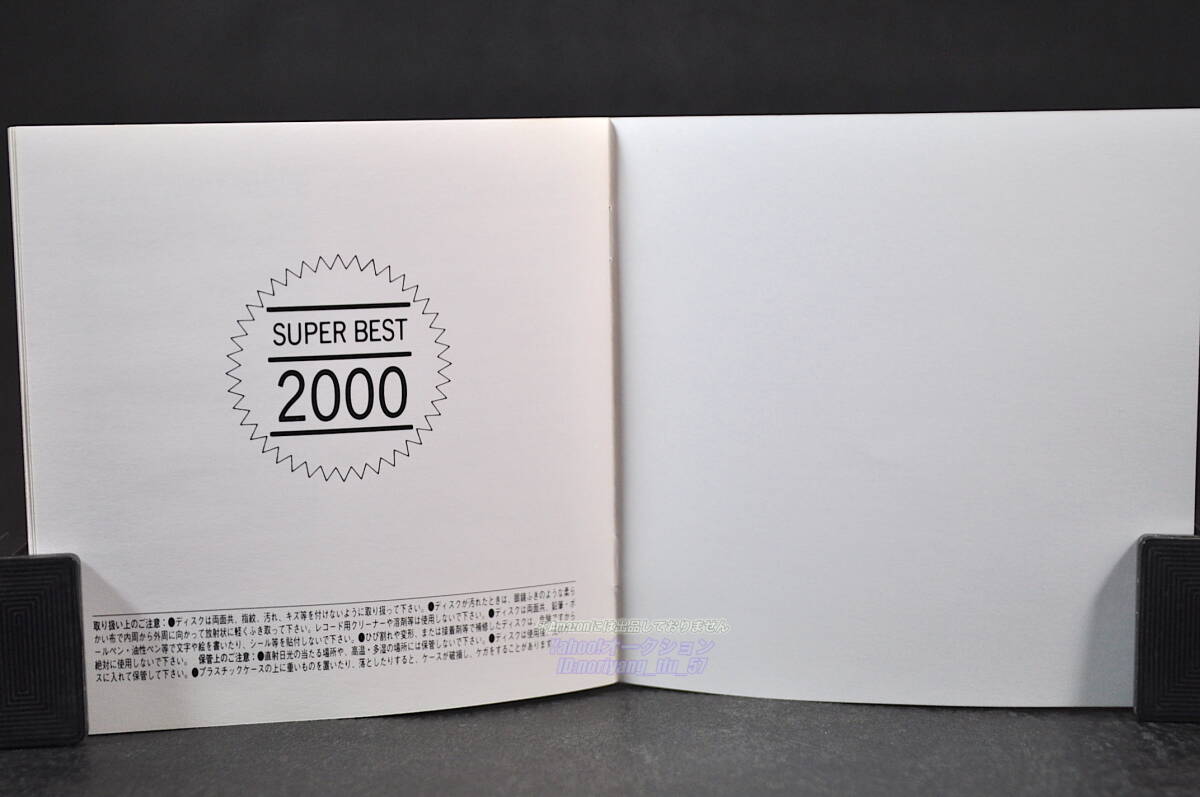 SUPER BEST
2000
取り扱い上のご注意：●ディスクは両面共、指紋、汚れ、キズ等を付けないように取り扱って下さい。●ディスクが汚れたときは、眼鏡ふきのような柔ら
かい布で内周から外周に向かって放射状に軽くふき取って下さい。レコード用クリーナーや溶剤等は使用しないで下さい。●ディスクは両面共、鉛筆・ボ
ールペン・油性ペン等で文字や絵を書いたり、シール等を貼付しないで下さい。●ひび割れや変形、または接着剤等で補修したディスクは、危険ですから
絶対に使用しないで下さい。 保管上のご注意：●直射日光の当たる場所や、高温・多湿の場所には保管しないで下さい。●ディスクは使用後、
スに入れて保管して下さい。●プラスチックケースの上に重いものを置いたり、落としたりすると、ケースが破損し、ケガをすることがあります
Amazonには出品しておりません
Yahoo!オークション
ID:noriyang_ifu_57